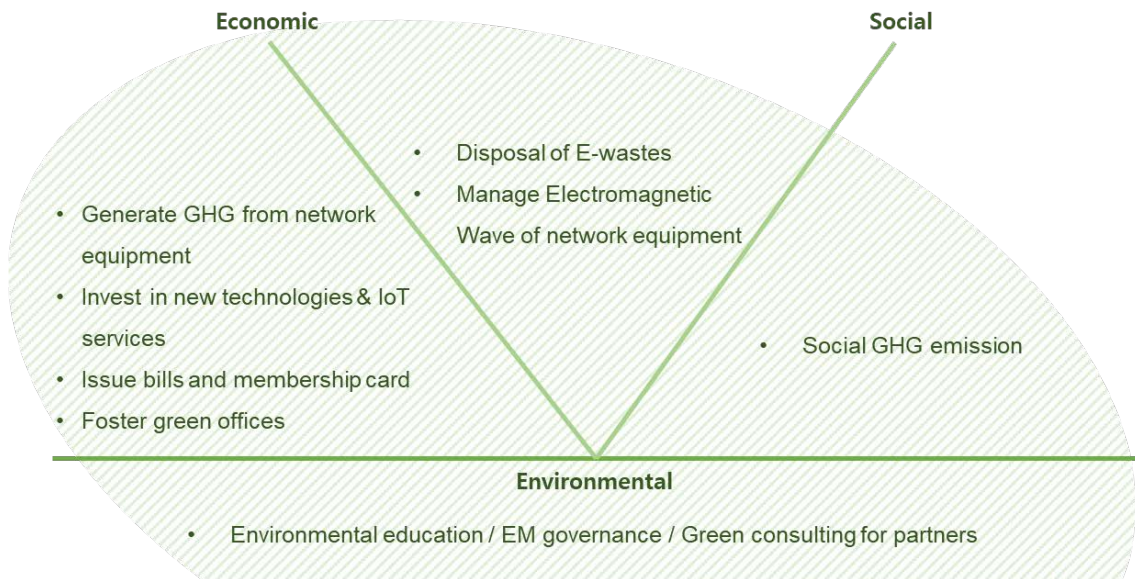 Economic
Social
• Disposal of E-wastes
• Manage Electromagnetic
Wave of network equipment
• Generate GHG from network
equipment
• Invest in new technologies & IoT
services
• Issue bills and membership card
• Foster green offices
• Social GHG emission
Environmental
• Environmental education / EM governance / Green consulting for partners